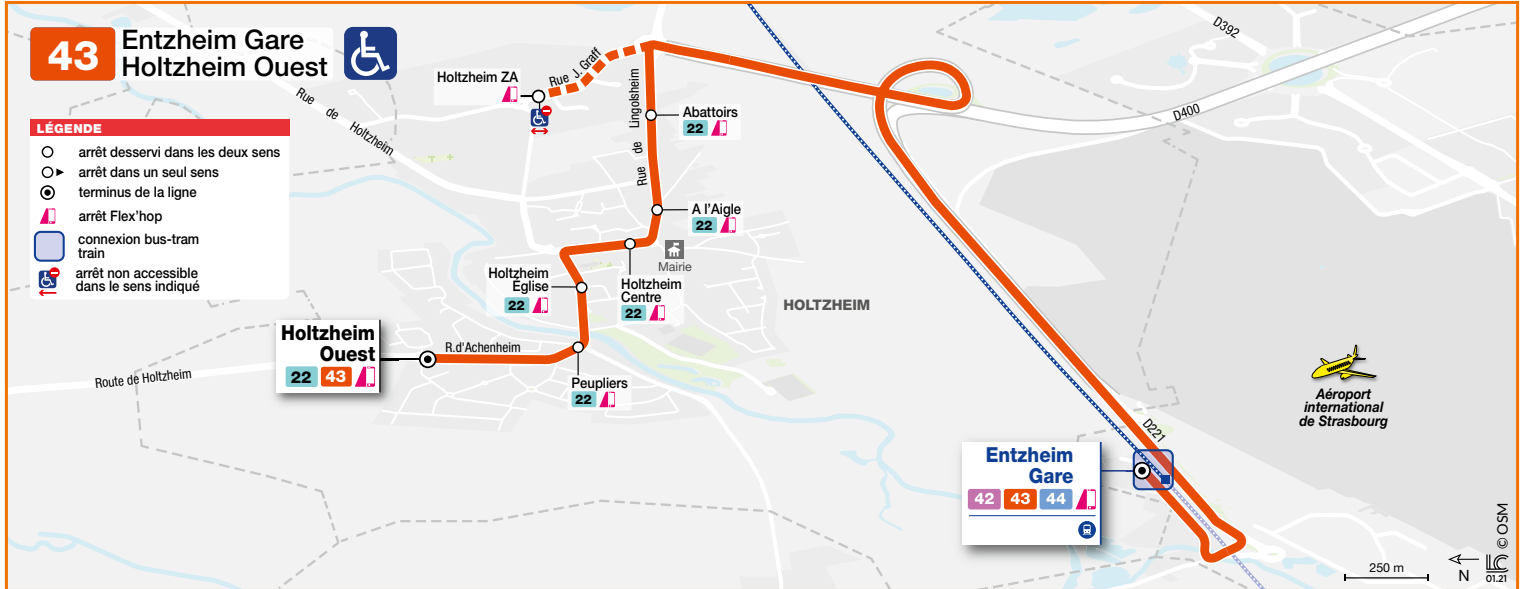 43
Entzheim Gare
Holtzheim Ouest
LÉGENDE
arrêt desservi dans les deux sens
arrêt dans un seul sens
terminus de la ligne
arrêt Flex'hop
connexion bus-tram
train
arrêt non accessible
dans le sens indiqué
Rue de Holtzheim
Holtzheim ZA
Rue J. Graff
Rue de Lingolsheim
Abattoirs
22
A l'Aigle
22
Mairie
Holtzheim
Centre
22
Holtzheim
Église
22
HOLTZHEIM
Holtzheim
Ouest
22 43
R.d'Achenheim
Peupliers
22
Route de Holtzheim
D392
D400
D221
Aéroport
international
de Strasbourg
Entzheim
Gare
42 43 44
250 m
N
LC
01.21
© OSM